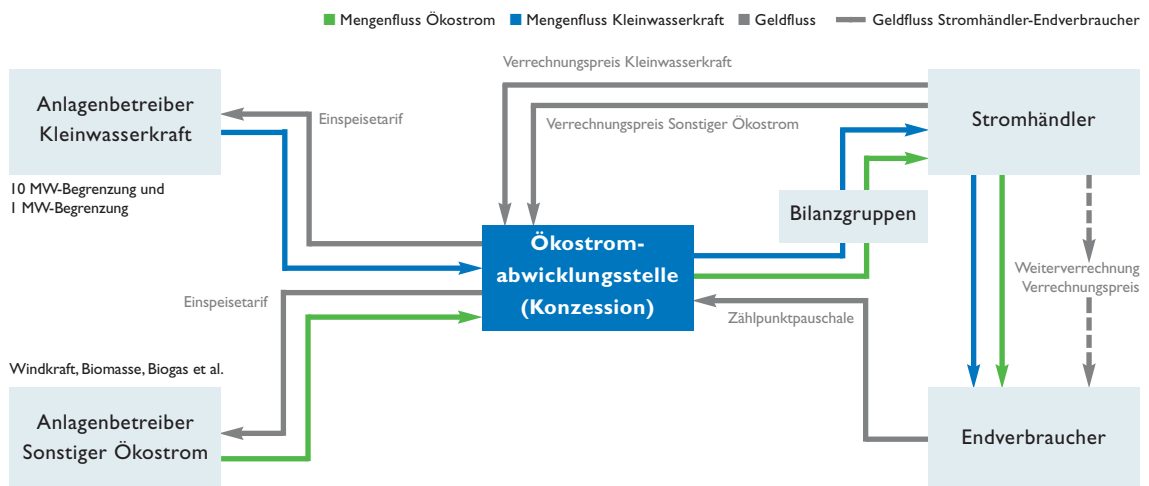 Mengenfluss Ökostrom
Mengenfluss Kleinwasserkraft
Geldfluss
Geldfluss Stromhändler-Endverbraucher
Verrechnungspreis Kleinwasserkraft
Anlagenbetreiber
Kleinwasserkraft
Einspeisetarif
Verrechnungspreis Sonstiger Ökostrom
Stromhändler
10 MW-Begrenzung und
1 MW-Begrenzung
Bilanzgruppen
Ökostrom-
abwicklungsstelle
(Konzession)
Weiterverrechnung
Verrechnungspreis
Einspeisetarif
Zählpunktpauschale
Windkraft, Biomasse, Biogas et al.
Anlagenbetreiber
Sonstiger Ökostrom
Endverbraucher